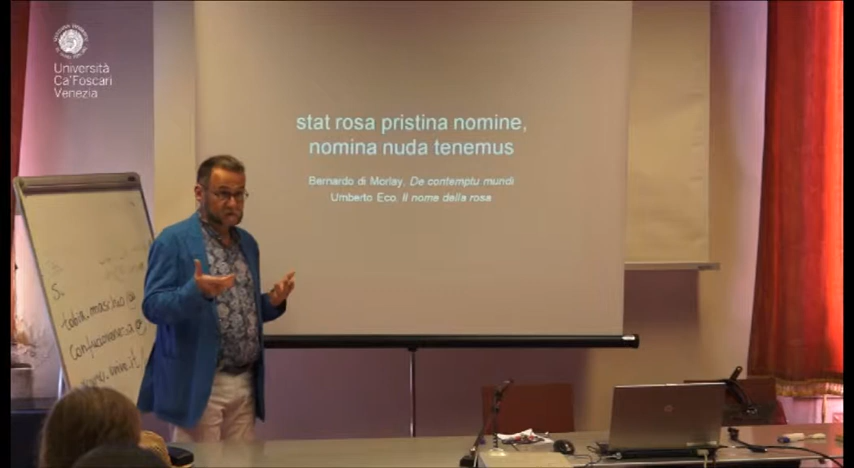 Università
Ca'Foscari
Venezia
stat rosa pristina nomine,
nomina nuda tenemus
Bernardo di Morlay, De contemptu mundi
Umberto Eco, Il nome della rosa